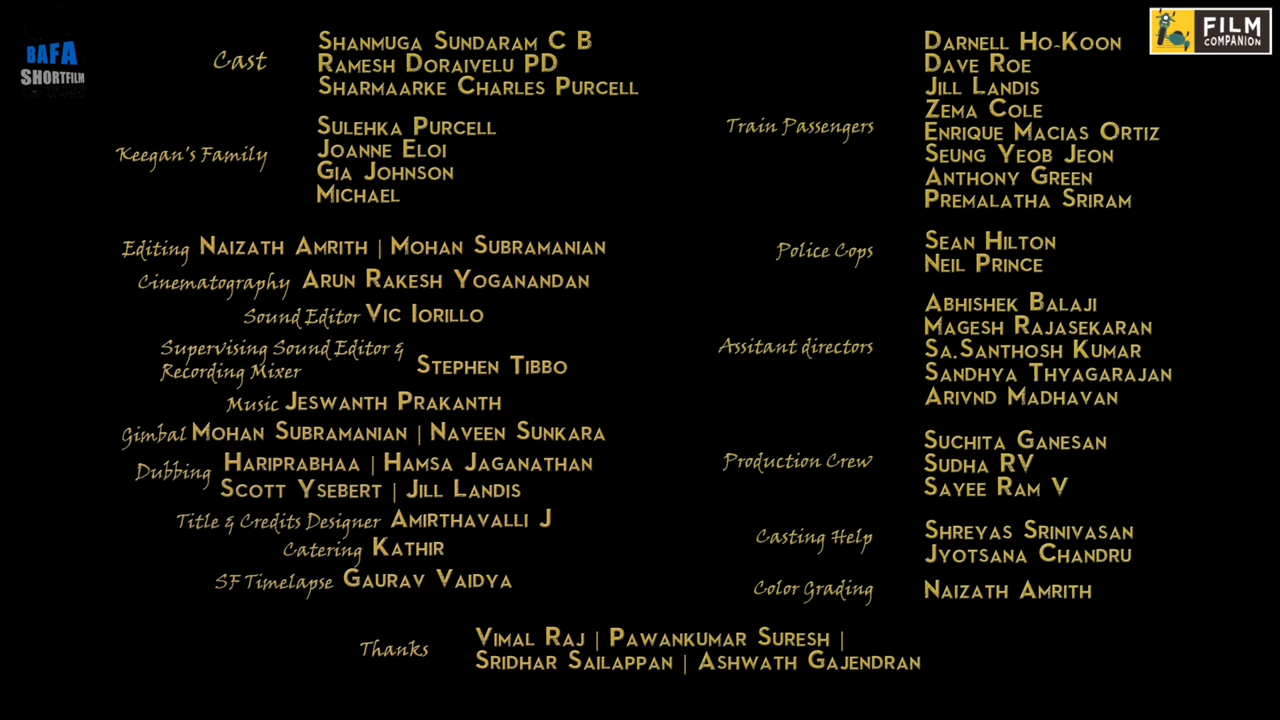 BAFA
SHORTFILM
FILM
COMPANION
Cast
Shanmuga Sundaram C B
Ramesh Doraivelu PD
Sharmaarke Charles Purcell
Keegan's Family
Sulehka Purcell
Joanne Eloi
Gia Johnson
Michael
Editing Naizath Amrith | Mohan Subramanian
Cinematography Arun Rakesh Yoganandan
Sound Editor Vic Iorillo
Supervising Sound Editor &
Recording Mixer Stephen Tibbo
Music Jeswanth Prakanth
Gimbal Mohan Subramanian | Naveen Sunkara
Dubbing Hariprabhaa | Hamsa Jaganathan
Scott Ysebert | Jill Landis
Title & Credits Designer Amirthavalli J
Catering Kathir
SF Timelapse Gaurav Vaidya
Train Passengers
Darnell Ho-Koon
Dave Roe
Jill Landis
Zema Cole
Enrique Macias Ortiz
Seung Yeob Jeon
Anthony Green
Premalatha Sriram
Police Cops
Sean Hilton
Neil Prince
Assitant directors
Abhishek Balaji
Magesh Rajasekaran
Sa.Santhosh Kumar
Sandhya Thyagarajan
Arivnd Madhavan
Production Crew
Suchita Ganesan
Sudha RV
Sayee Ram V
Casting Help
Shreyas Srinivasan
Jyotsana Chandru
Color Grading Naizath Amrith
Thanks
Vimal Raj | Pawankumar Suresh |
Sridhar Sailappan | Ashwath Gajendran